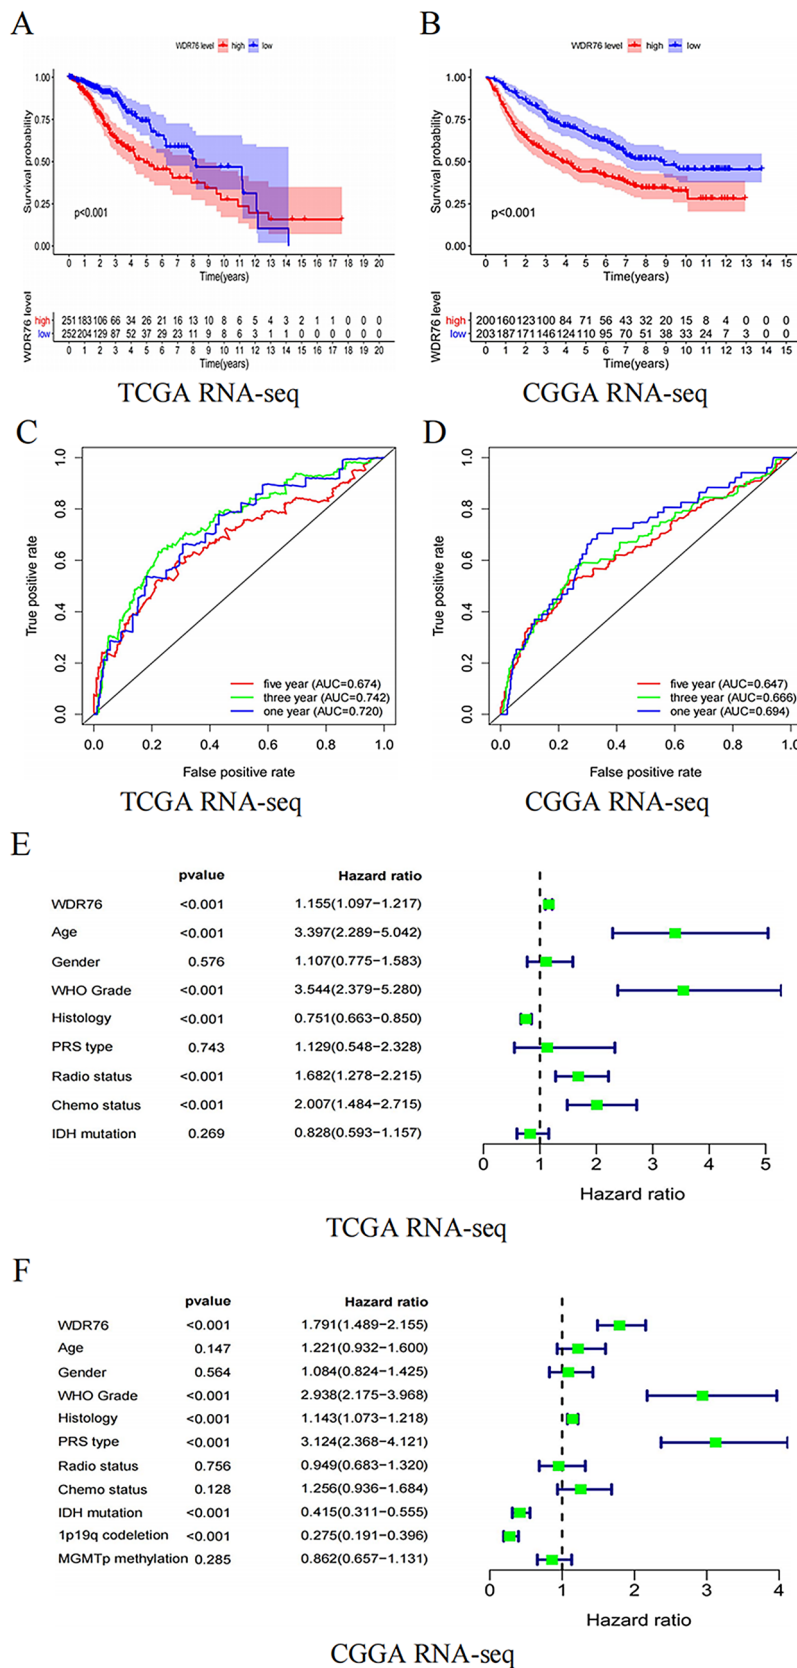 A
WDR76 level high low
Survival probability
1.00
0.75
0.50
0.25
0.00
p<0.001
0 1 2 3 4 5 6 7 8 9 10 11 12 13 14 15 16 17 18 19 20
Time(years)
WDR76 level
high 251 183 106 66 34 26 21 16 13 10 8 6 5 4 3 2 1 1 0 0 0
low 252 204 129 87 52 37 29 23 11 9 8 6 3 1 1 0 0 0 0 0 0
0 1 2 3 4 5 6 7 8 9 10 11 12 13 14 15 16 17 18 19 20
Time(years)
TCGA RNA-seq
B
WDR76 level high low
Survival probability
1.00
0.75
0.50
0.25
0.00
p<0.001
0 1 2 3 4 5 6 7 8 9 10 11 12 13 14 15
Time(years)
WDR76 level
high 200 160 123 100 84 71 56 43 32 20 15 8 4 0 0 0
low 203 187 171 146 124 110 95 70 51 38 33 24 7 3 0 0
0 1 2 3 4 5 6 7 8 9 10 11 12 13 14 15
Time(years)
CGGA RNA-seq
C
True positive rate
1.0
0.8
0.6
0.4
0.2
0.0
five year (AUC=0.674)
three year (AUC=0.742)
one year (AUC=0.720)
0.0 0.2 0.4 0.6 0.8 1.0
False positive rate
TCGA RNA-seq
D
True positive rate
1.0
0.8
0.6
0.4
0.2
0.0
five year (AUC=0.647)
three year (AUC=0.666)
one year (AUC=0.694)
0.0 0.2 0.4 0.6 0.8 1.0
False positive rate
CGGA RNA-seq
E
pvalue Hazard ratio
WDR76 <0.001 1.155(1.097−1.217)
Age <0.001 3.397(2.289−5.042)
Gender 0.576 1.107(0.775−1.583)
WHO Grade <0.001 3.544(2.379−5.280)
Histology <0.001 0.751(0.663−0.850)
PRS type 0.743 1.129(0.548−2.328)
Radio status <0.001 1.682(1.278−2.215)
Chemo status <0.001 2.007(1.484−2.715)
IDH mutation 0.269 0.828(0.593−1.157)
0 1 2 3 4 5
Hazard ratio
TCGA RNA-seq
F
pvalue Hazard ratio
WDR76 <0.001 1.791(1.489−2.155)
Age 0.147 1.221(0.932−1.600)
Gender 0.564 1.084(0.824−1.425)
WHO Grade <0.001 2.938(2.175−3.968)
Histology <0.001 1.143(1.073−1.218)
PRS type <0.001 3.124(2.368−4.121)
Radio status 0.756 0.949(0.683−1.320)
Chemo status 0.128 1.256(0.936−1.684)
IDH mutation <0.001 0.415(0.311−0.555)
1p19q codeletion <0.001 0.275(0.191−0.396)
MGMTp methylation 0.285 0.862(0.657−1.131)
0 1 2 3 4
Hazard ratio
CGGA RNA-seq